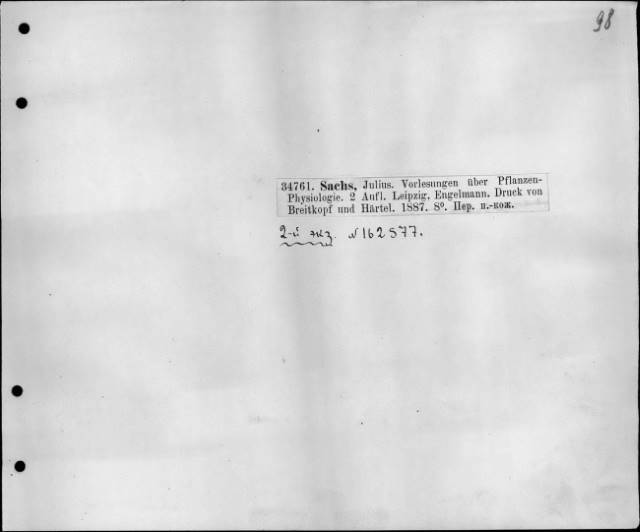 98
34761. Sachs, Julius. Vorlesungen über Pflanzen-
Physiologie. 2 Aufl. Leipzig, Engelmann. Druck von
Breitkopf und Härtel. 1887. 8°. Пер. п.-кож.
2-й экз. №162577.